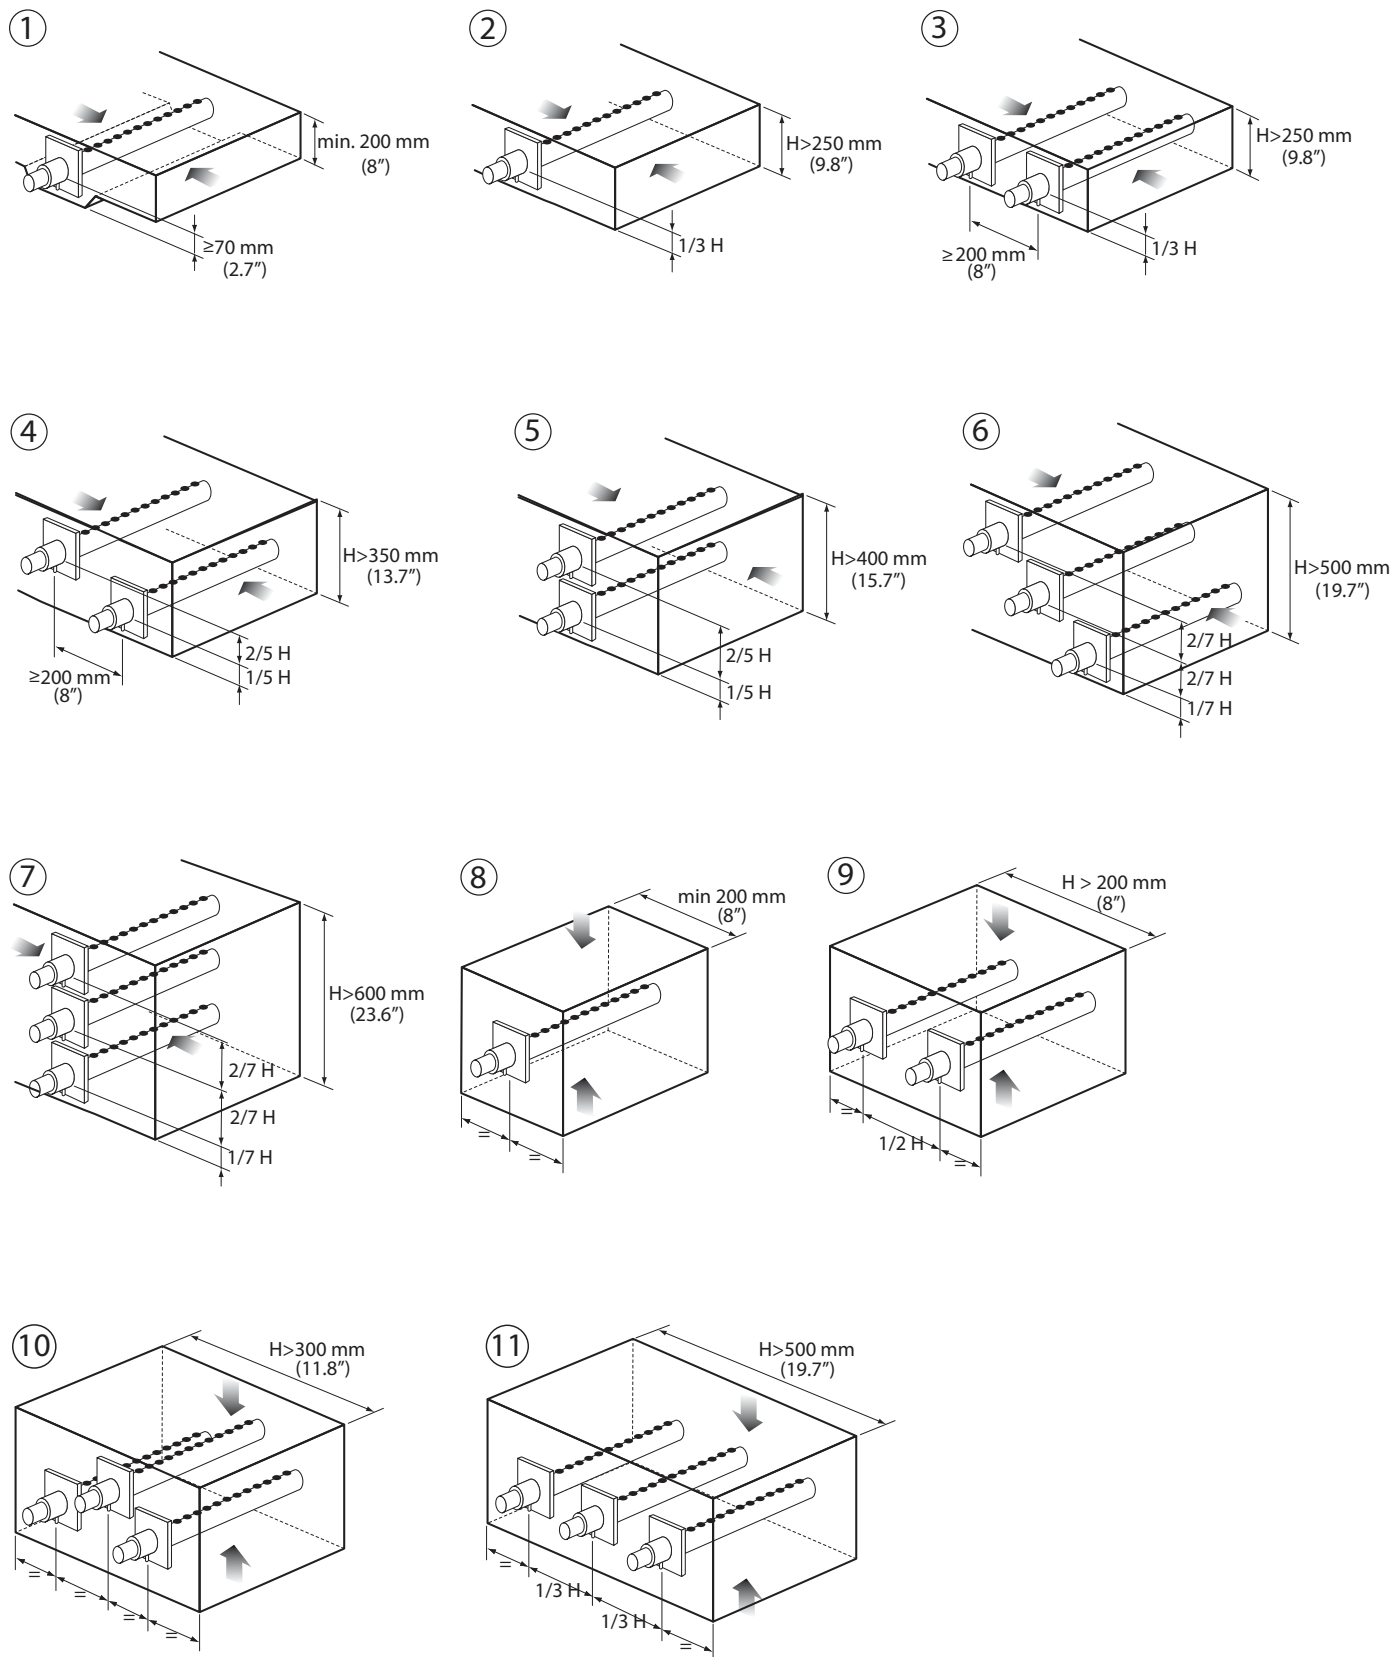 1
min. 200 mm
(8”)
≥70 mm
(2.7”)
2
H>250 mm
(9.8”)
1/3 H
3
H>250 mm
(9.8”)
1/3 H
≥200 mm
(8”)
4
H>350 mm
(13.7”)
2/5 H
1/5 H
≥200 mm
(8”)
5
H>400 mm
(15.7”)
2/5 H
1/5 H
6
H>500 mm
(19.7”)
2/7 H
2/7 H
1/7 H
7
H>600 mm
(23.6”)
2/7 H
2/7 H
1/7 H
8
min 200 mm
(8”)
=
=
9
H > 200 mm
(8”)
=
1/2 H
=
10
H>300 mm
(11.8”)
=
=
=
=
11
H>500 mm
(19.7”)
=
1/3 H
1/3 H
=